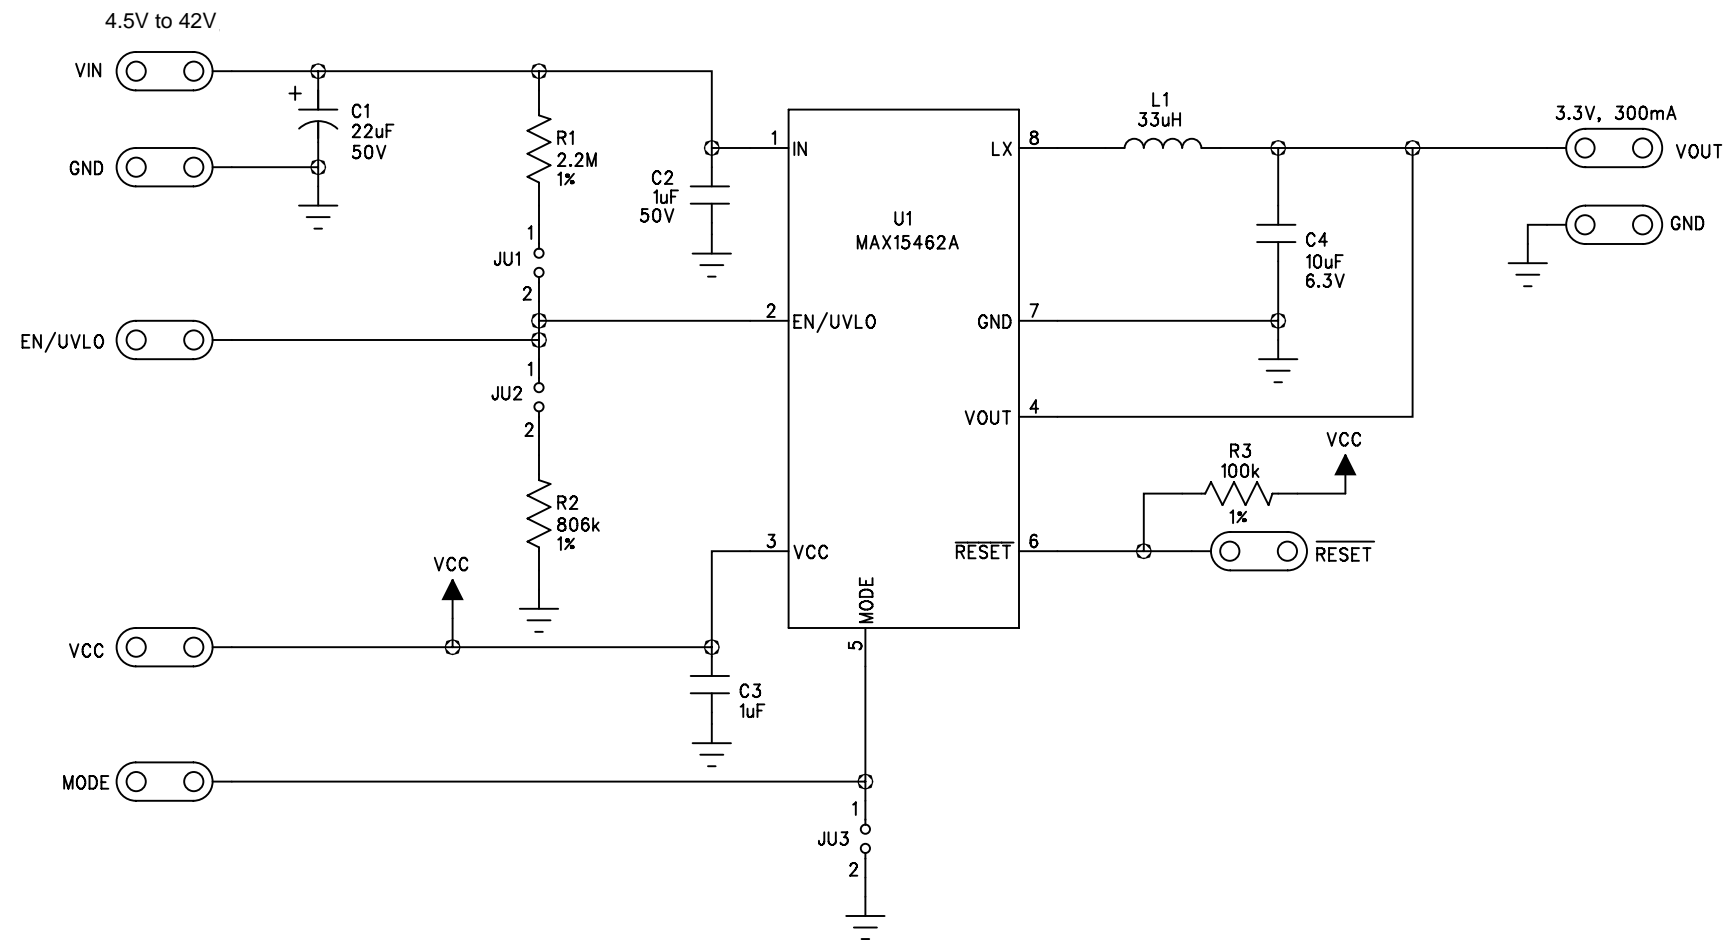 4.5V to 42V
VIN
C1
22uF
50V
GND
R1
2.2M
1%
1
JU1
2
C2
1uF
50V
1
IN
U1
MAX15462A
LX
8
L1
33uH
3.3V, 300mA
VOUT
GND
C4
10uF
6.3V
EN/UVLO
2
EN/UVLO
GND
7
1
JU2
2
VOUT
4
R2
806k
1%
R3
100k
1%
VCC
3
VCC
RESET
6
RESET
MODE
5
VCC
VCC
C3
1uF
MODE
1
JU3
2